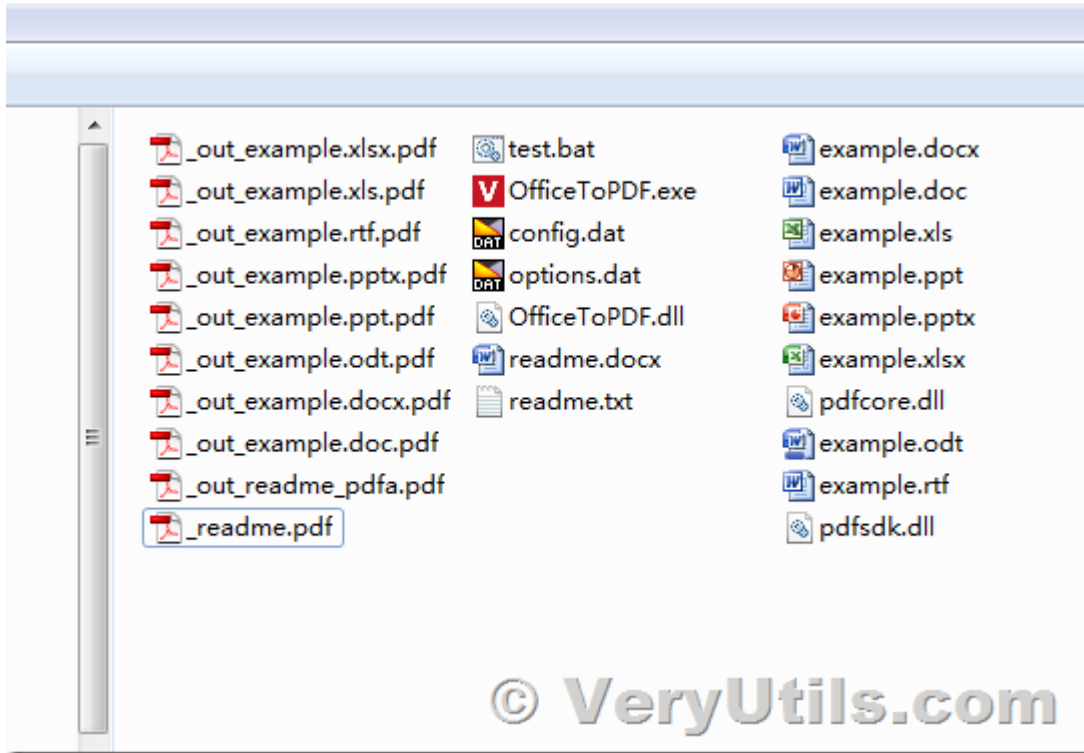 _out_example.xlsx.pdf
_out_example.xls.pdf
_out_example.rtf.pdf
_out_example.pptx.pdf
_out_example.ppt.pdf
_out_example.odt.pdf
_out_example.docx.pdf
_out_example.doc.pdf
_out_readme_pdfa.pdf
_readme.pdf
test.bat
V OfficeToPDF.exe
DAT config.dat
DAT options.dat
OfficeToPDF.dll
readme.docx
readme.txt
example.docx
example.doc
example.xls
example.ppt
example.pptx
example.xlsx
pdfcore.dll
example.odt
example.rtf
pdfsdk.dll
© VeryUtils.com